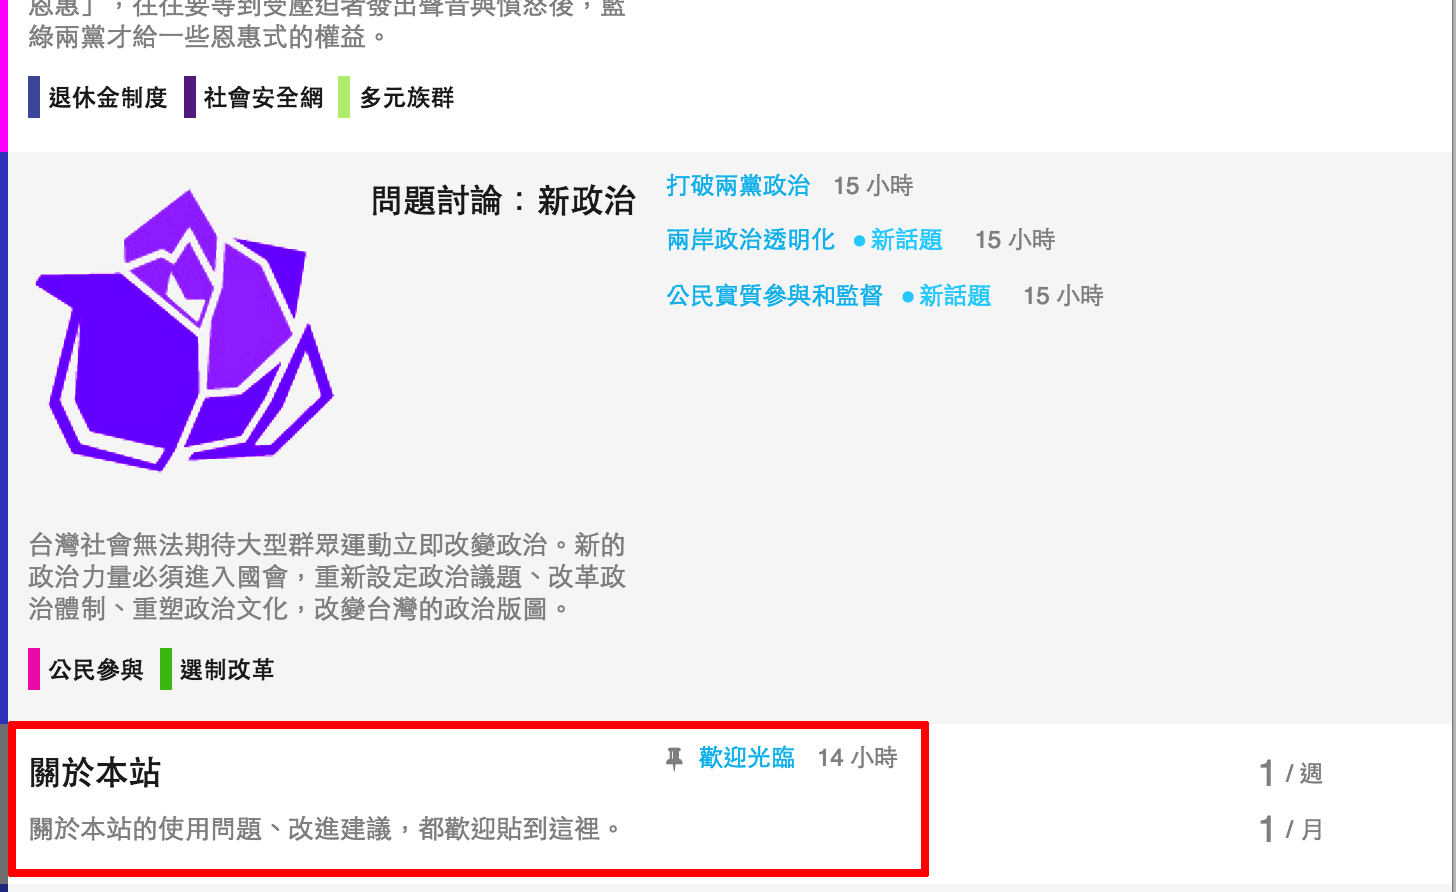 恩惠」，往往要等到受壓迫者發出聲音與憤怒後，藍
綠兩黨才給一些恩惠式的權益。
退休金制度 社會安全網 多元族群
問題討論：新政治
打破兩黨政治 15 小時
兩岸政治透明化 ●新話題 15 小時
公民實質參與和監督 ●新話題 15 小時
台灣社會無法期待大型群眾運動立即改變政治。新的
政治力量必須進入國會，重新設定政治議題、改革政
治體制、重塑政治文化，改變台灣的政治版圖。
公民參與 選制改革
關於本站
歡迎光臨 14 小時
關於本站的使用問題、改進建議，都歡迎貼到這裡。
1 / 週
1 / 月